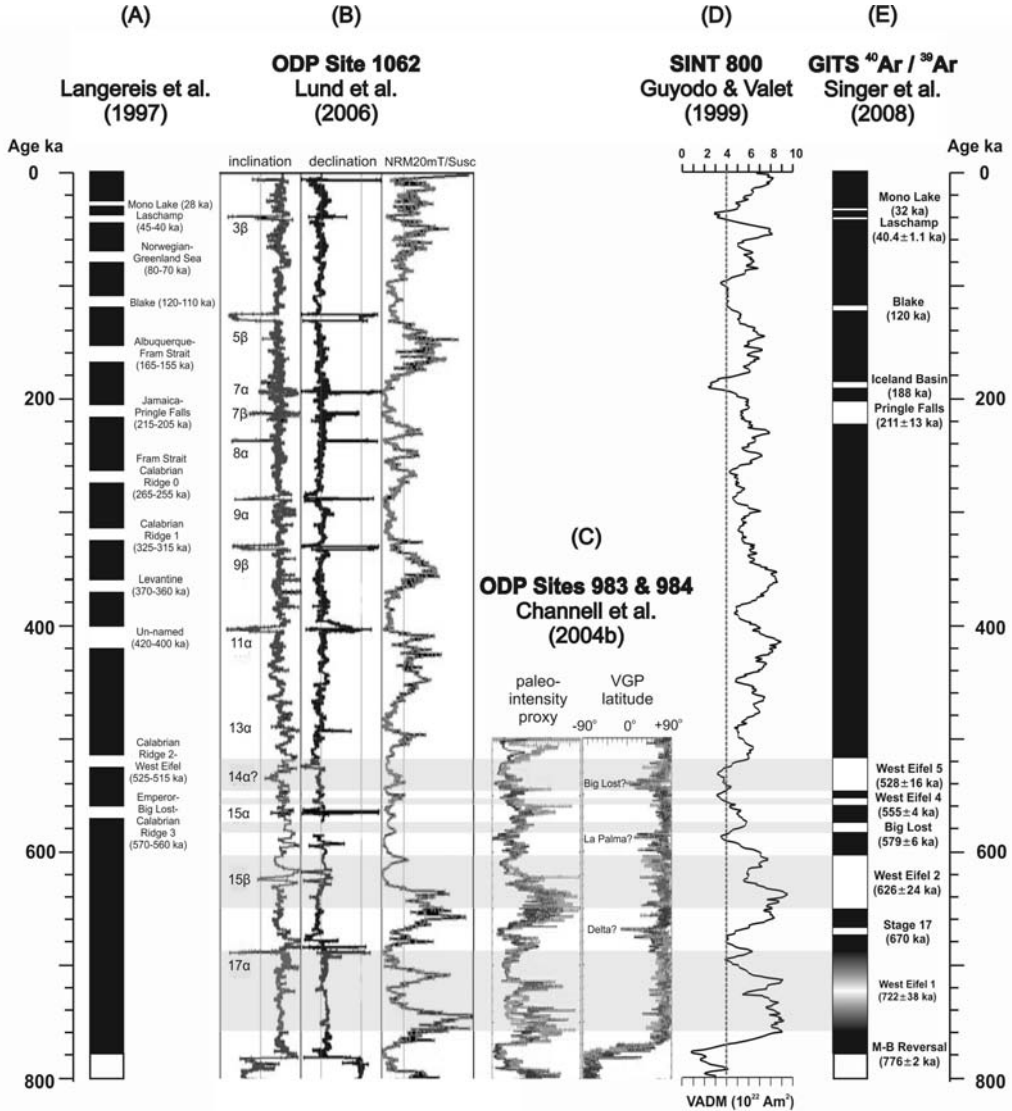 (A)
(B)
(D)
(E)
Langereis et al.
(1997)
ODP Site 1062
Lund et al.
(2006)
SINT 800
Guyodo & Valet
(1999)
GITS ⁴⁰Ar / ³⁹Ar
Singer et al.
(2008)
Age ka
0
200
400
600
800
Mono Lake (28 ka)
Laschamp
(45-40 ka)
Norwegian-
Greenland Sea
(80-70 ka)
Blake (120-110 ka)
Albuquerque-
Fram Strait
(165-155 ka)
Jamaica-
Pringle Falls
(215-205 ka)
Fram Strait
Calabrian
Ridge 0
(265-255 ka)
Calabrian
Ridge 1
(325-315 ka)
Levantine
(370-360 ka)
Un-named
(420-400 ka)
Calabrian
Ridge 2-
West Eifel
(525-515 ka)
Emperor-
Big Lost-
Calabrian
Ridge 3
(570-560 ka)
inclination
declination
NRM20mT/Susc
3β
5β
7α
7β
8α
9α
9β
11α
13α
14α?
15α
15β
17α
(C)
ODP Sites 983 & 984
Channell et al.
(2004b)
paleo-
intensity
proxy
VGP
latitude
-90° 0° +90°
Big Lost?
La Palma?
Delta?
0 2 4 6 8 10
VADM (10²² Am²)
Age ka
0
200
400
600
800
Mono Lake
(32 ka)
Laschamp
(40.4±1.1 ka)
Blake
(120 ka)
Iceland Basin
(188 ka)
Pringle Falls
(211±13 ka)
West Eifel 5
(528±16 ka)
West Eifel 4
(555±4 ka)
Big Lost
(579±6 ka)
West Eifel 2
(626±24 ka)
Stage 17
(670 ka)
West Eifel 1
(722±38 ka)
M-B Reversal
(776±2 ka)